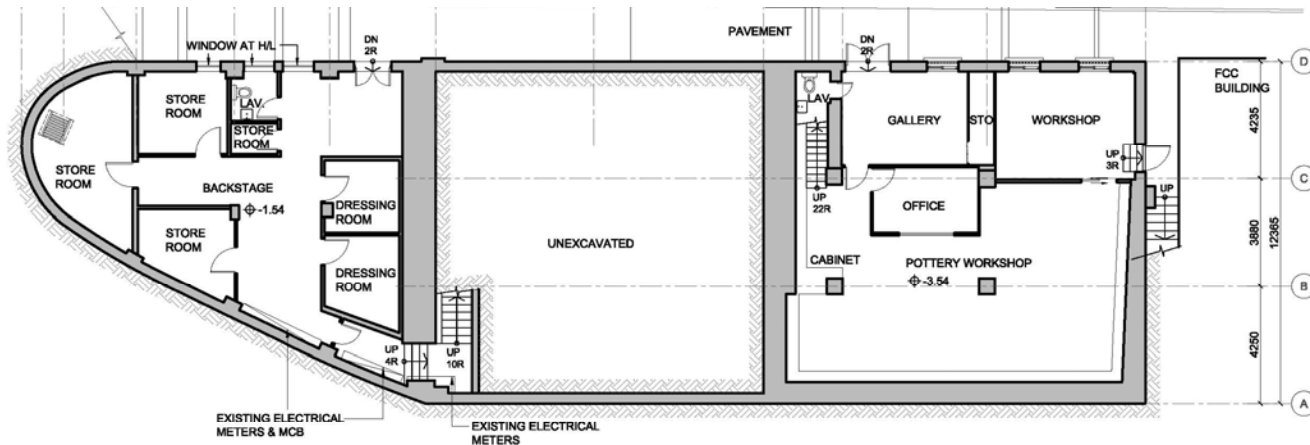 PAVEMENT
WINDOW AT H/L
DN
2R
DN
2R
D
FCC
BUILDING
STORE
ROOM
LAV.
STORE
ROOM
LAV.
GALLERY
STO
WORKSHOP
4235
STORE
ROOM
UP
3R
BACKSTAGE
-1.54
DRESSING
ROOM
UP
22R
OFFICE
UP
C
STORE
ROOM
UNEXCAVATED
3880
12365
DRESSING
ROOM
CABINET
POTTERY WORKSHOP
-3.54
B
UP
4R
UP
10R
4250
EXISTING ELECTRICAL
METERS & MCB
EXISTING ELECTRICAL
METERS
A